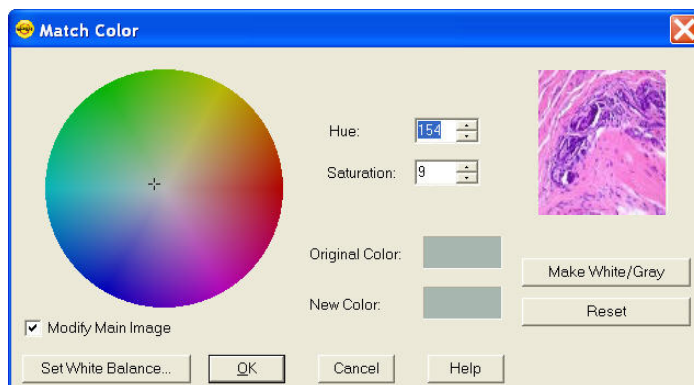 Match Color
Hue:
154
Saturation:
9
Original Color:
Make White/Gray
New Color:
Reset
Modify Main Image
Set White Balance...
OK
Cancel
Help